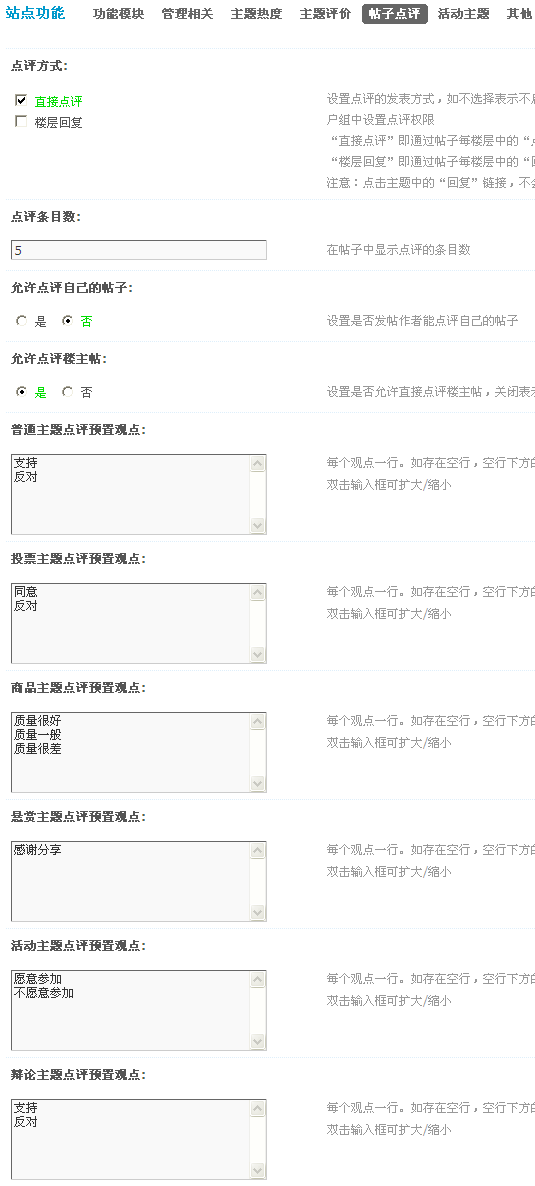 站点功能 功能模块 管理相关 主题热度 主题评价 帖子点评 活动主题 其他
点评方式:
直接点评
设置点评的发表方式，如不选择表示不
楼层回复
户组中设置点评权限
“直接点评”即通过帖子每楼层中的“
“楼层回复”即通过帖子每楼层中的“
注意：点击主题中的“回复”链接，不
点评条目数:
5
在帖子中显示点评的条目数
允许点评自己的帖子:
是 否
设置是否发帖作者能点评自己的帖子
允许点评楼主帖:
是 否
设置是否允许直接点评楼主帖，关闭表
普通主题点评预置观点:
支持
反对
每个观点一行。如存在空行，空行下方
双击输入框可扩大/缩小
投票主题点评预置观点:
同意
反对
每个观点一行。如存在空行，空行下方
双击输入框可扩大/缩小
商品主题点评预置观点:
质量很好
质量一般
质量很差
每个观点一行。如存在空行，空行下方
双击输入框可扩大/缩小
悬赏主题点评预置观点:
感谢分享
每个观点一行。如存在空行，空行下方
双击输入框可扩大/缩小
活动主题点评预置观点:
愿意参加
不愿意参加
每个观点一行。如存在空行，空行下方
双击输入框可扩大/缩小
辩论主题点评预置观点:
支持
反对
每个观点一行。如存在空行，空行下方
双击输入框可扩大/缩小